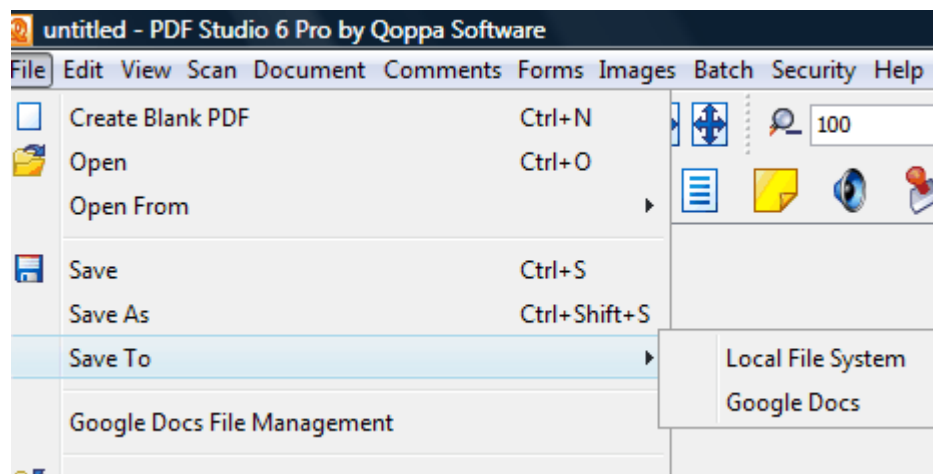 untitled - PDF Studio 6 Pro by Qoppa Software
File Edit View Scan Document Comments Forms Images Batch Security Help
Create Blank PDF Ctrl+N
100
Open Ctrl+O
Open From
Save Ctrl+S
Save As Ctrl+Shift+S
Save To
Local File System
Google Docs
Google Docs File Management